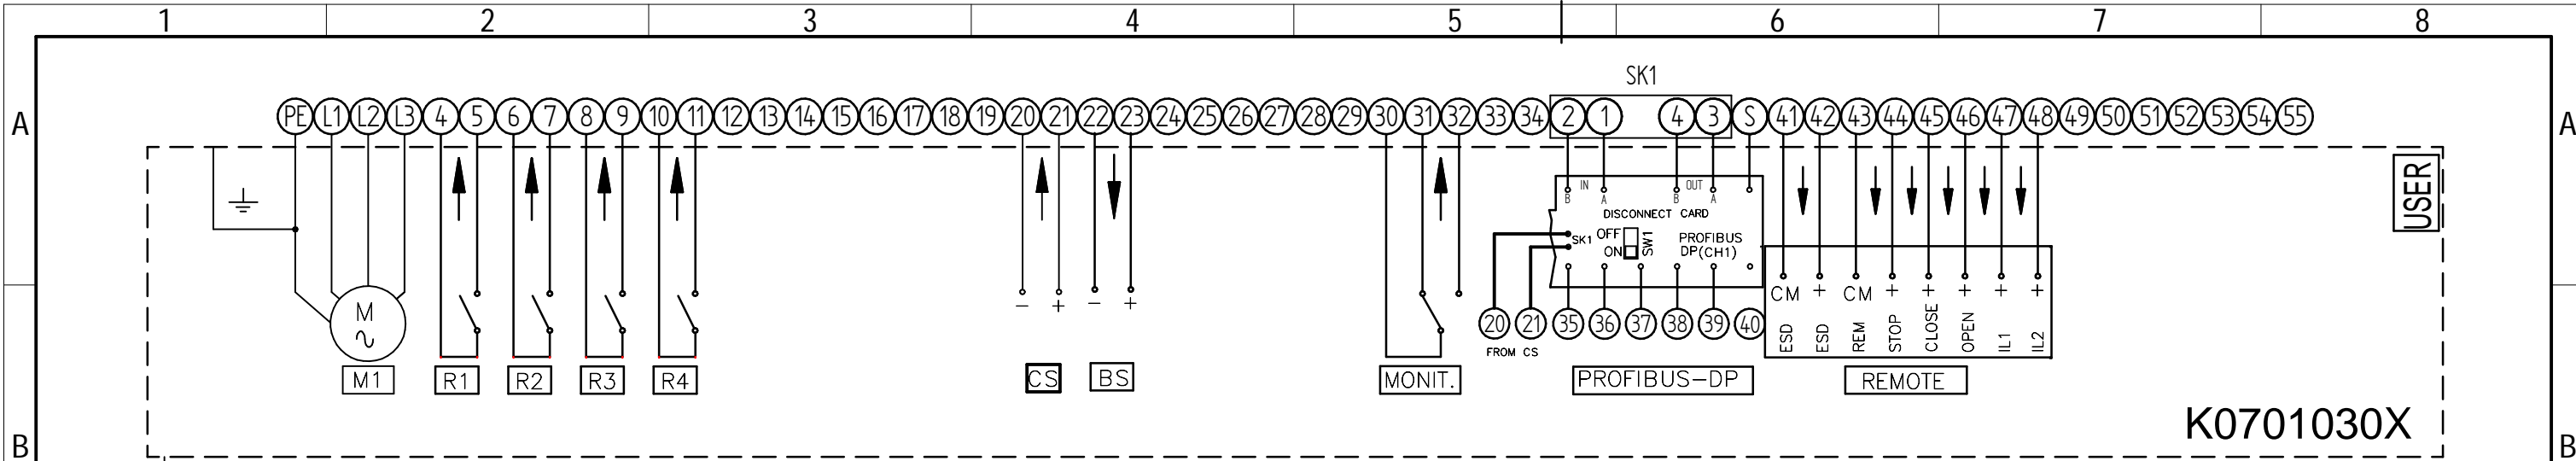 1 2 3 4 5 6 7 8
SK1
A PE L1 L2 L3 4 5 6 7 8 9 10 11 12 13 14 15 16 17 18 19 20 21 22 23 24 25 26 27 28 29 30 31 32 33 34 2 1 4 3 S 41 42 43 44 45 46 47 48 49 50 51 52 53 54 55 A
USER
IN OUT
B A B A
DISCONNECT CARD
SK1 OFF ON SW1 PROFIBUS
DP(CH1)
M
- + - +
20 21 35 36 37 38 39 40
FROM CS
CM + CM + + + + +
ESD ESD REM STOP CLOSE OPEN IL1 IL2
M1 R1 R2 R3 R4 CS BS MONIT. PROFIBUS-DP REMOTE
K0701030X
B B